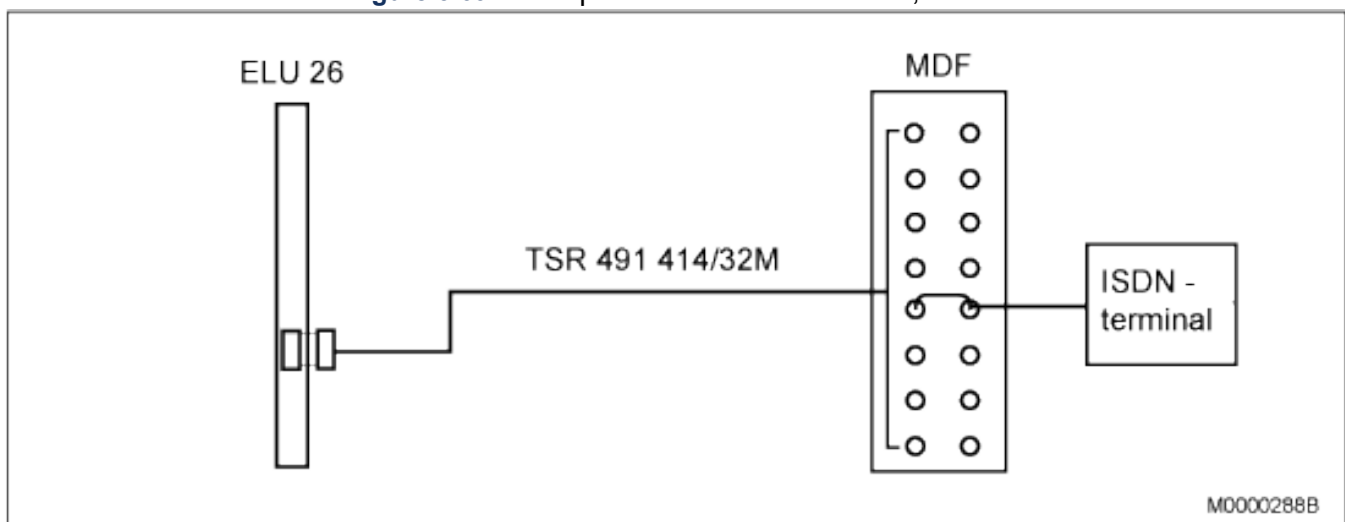 ELU 26
MDF
TSR 491 414/32M
ISDN -
terminal
M0000288B